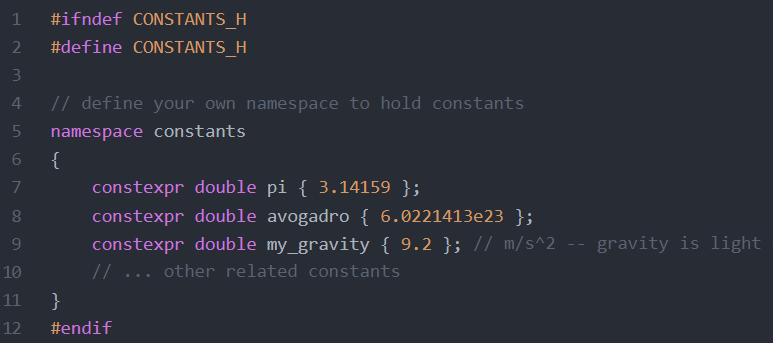 1 #ifndef CONSTANTS_H
2 #define CONSTANTS_H
3
4 // define your own namespace to hold constants
5 namespace constants
6 {
7     constexpr double pi { 3.14159 };
8     constexpr double avogadro { 6.0221413e23 };
9     constexpr double my_gravity { 9.2 }; // m/s^2 -- gravity is light
10     // ... other related constants
11 }
12 #endif